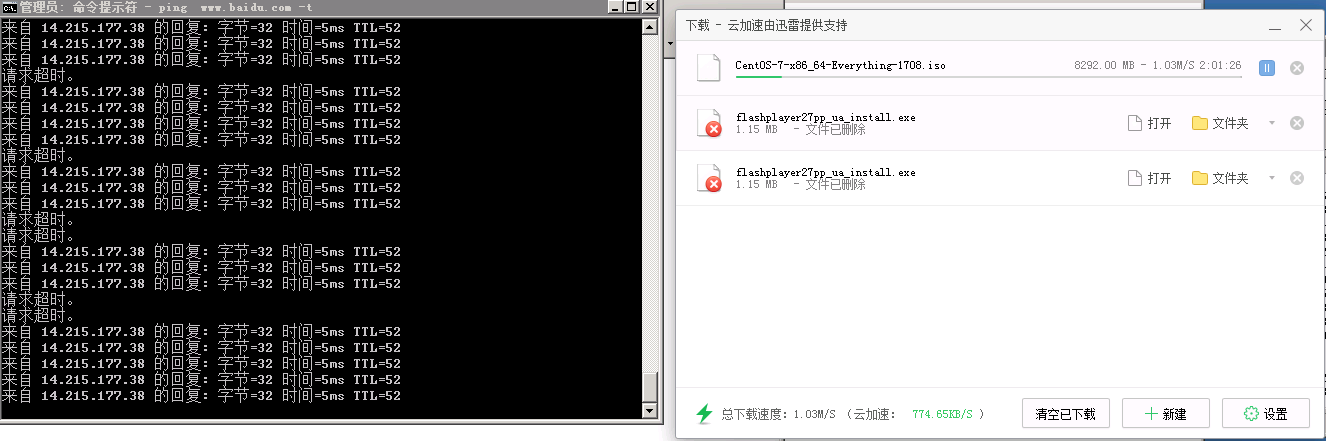 管理员: 命令提示符 - ping  www.baidu.com -t
来自 14.215.177.38 的回复: 字节=32 时间=5ms TTL=52
来自 14.215.177.38 的回复: 字节=32 时间=5ms TTL=52
来自 14.215.177.38 的回复: 字节=32 时间=5ms TTL=52
请求超时。
来自 14.215.177.38 的回复: 字节=32 时间=5ms TTL=52
来自 14.215.177.38 的回复: 字节=32 时间=5ms TTL=52
来自 14.215.177.38 的回复: 字节=32 时间=5ms TTL=52
来自 14.215.177.38 的回复: 字节=32 时间=5ms TTL=52
请求超时。
来自 14.215.177.38 的回复: 字节=32 时间=5ms TTL=52
来自 14.215.177.38 的回复: 字节=32 时间=5ms TTL=52
来自 14.215.177.38 的回复: 字节=32 时间=5ms TTL=52
请求超时。
请求超时。
来自 14.215.177.38 的回复: 字节=32 时间=5ms TTL=52
来自 14.215.177.38 的回复: 字节=32 时间=5ms TTL=52
来自 14.215.177.38 的回复: 字节=32 时间=5ms TTL=52
请求超时。
请求超时。
来自 14.215.177.38 的回复: 字节=32 时间=5ms TTL=52
来自 14.215.177.38 的回复: 字节=32 时间=5ms TTL=52
来自 14.215.177.38 的回复: 字节=32 时间=5ms TTL=52
来自 14.215.177.38 的回复: 字节=32 时间=5ms TTL=52
来自 14.215.177.38 的回复: 字节=32 时间=5ms TTL=52
下载 - 云加速由迅雷提供支持
CentOS-7-x86_64-Everything-1708.iso 8292.00 MB - 1.03M/S 2:01:26
flashplayer27pp_ua_install.exe
1.15 MB - 文件已删除 打开 文件夹
flashplayer27pp_ua_install.exe
1.15 MB - 文件已删除 打开 文件夹
总下载速度: 1.03M/S （云加速: 774.65KB/S ） 清空已下载 新建 设置